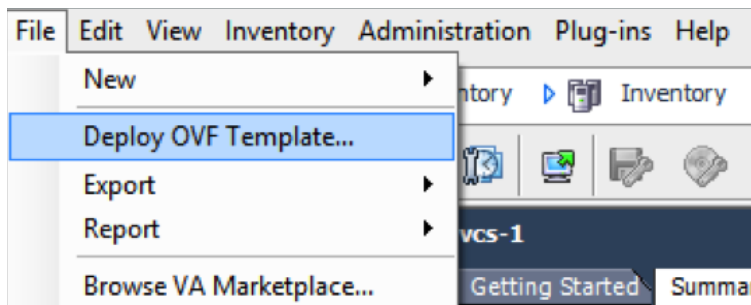 File Edit View Inventory Administration Plug-ins Help
New
ntory Inventory
Deploy OVF Template...
Export
Report
vcs-1
Browse VA Marketplace...
Getting Started Summa